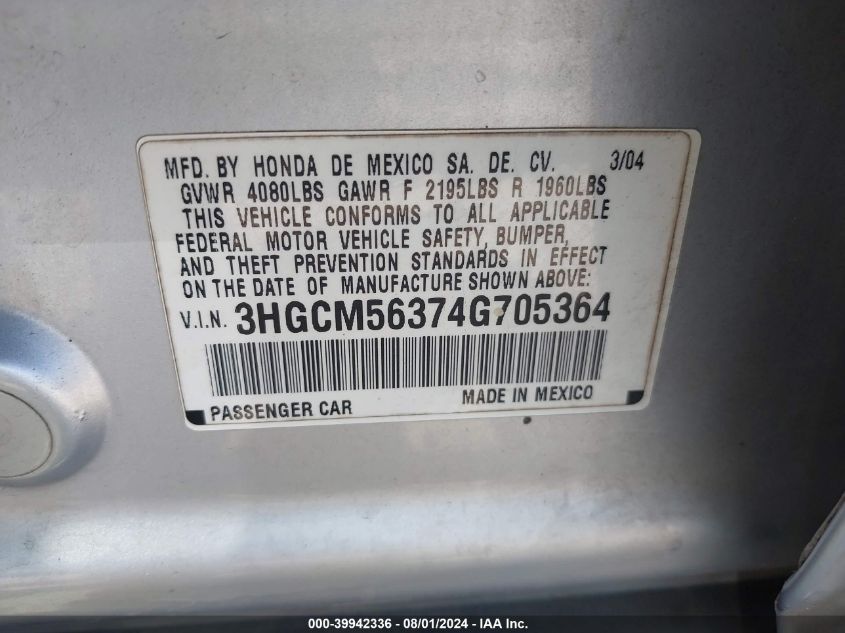 MFD. BY HONDA DE MEXICO SA. DE. CV. 3/04
GVWR 4080LBS GAWR F 2195LBS R 1960LBS
THIS VEHICLE CONFORMS TO ALL APPLICABLE
FEDERAL MOTOR VEHICLE SAFETY, BUMPER,
AND THEFT PREVENTION STANDARDS IN EFFECT
ON THE DATE OF MANUFACTURE SHOWN ABOVE:
V.I.N. 3HGCM56374G705364
PASSENGER CAR MADE IN MEXICO
000-39942336 - 08/01/2024 - IAA Inc.